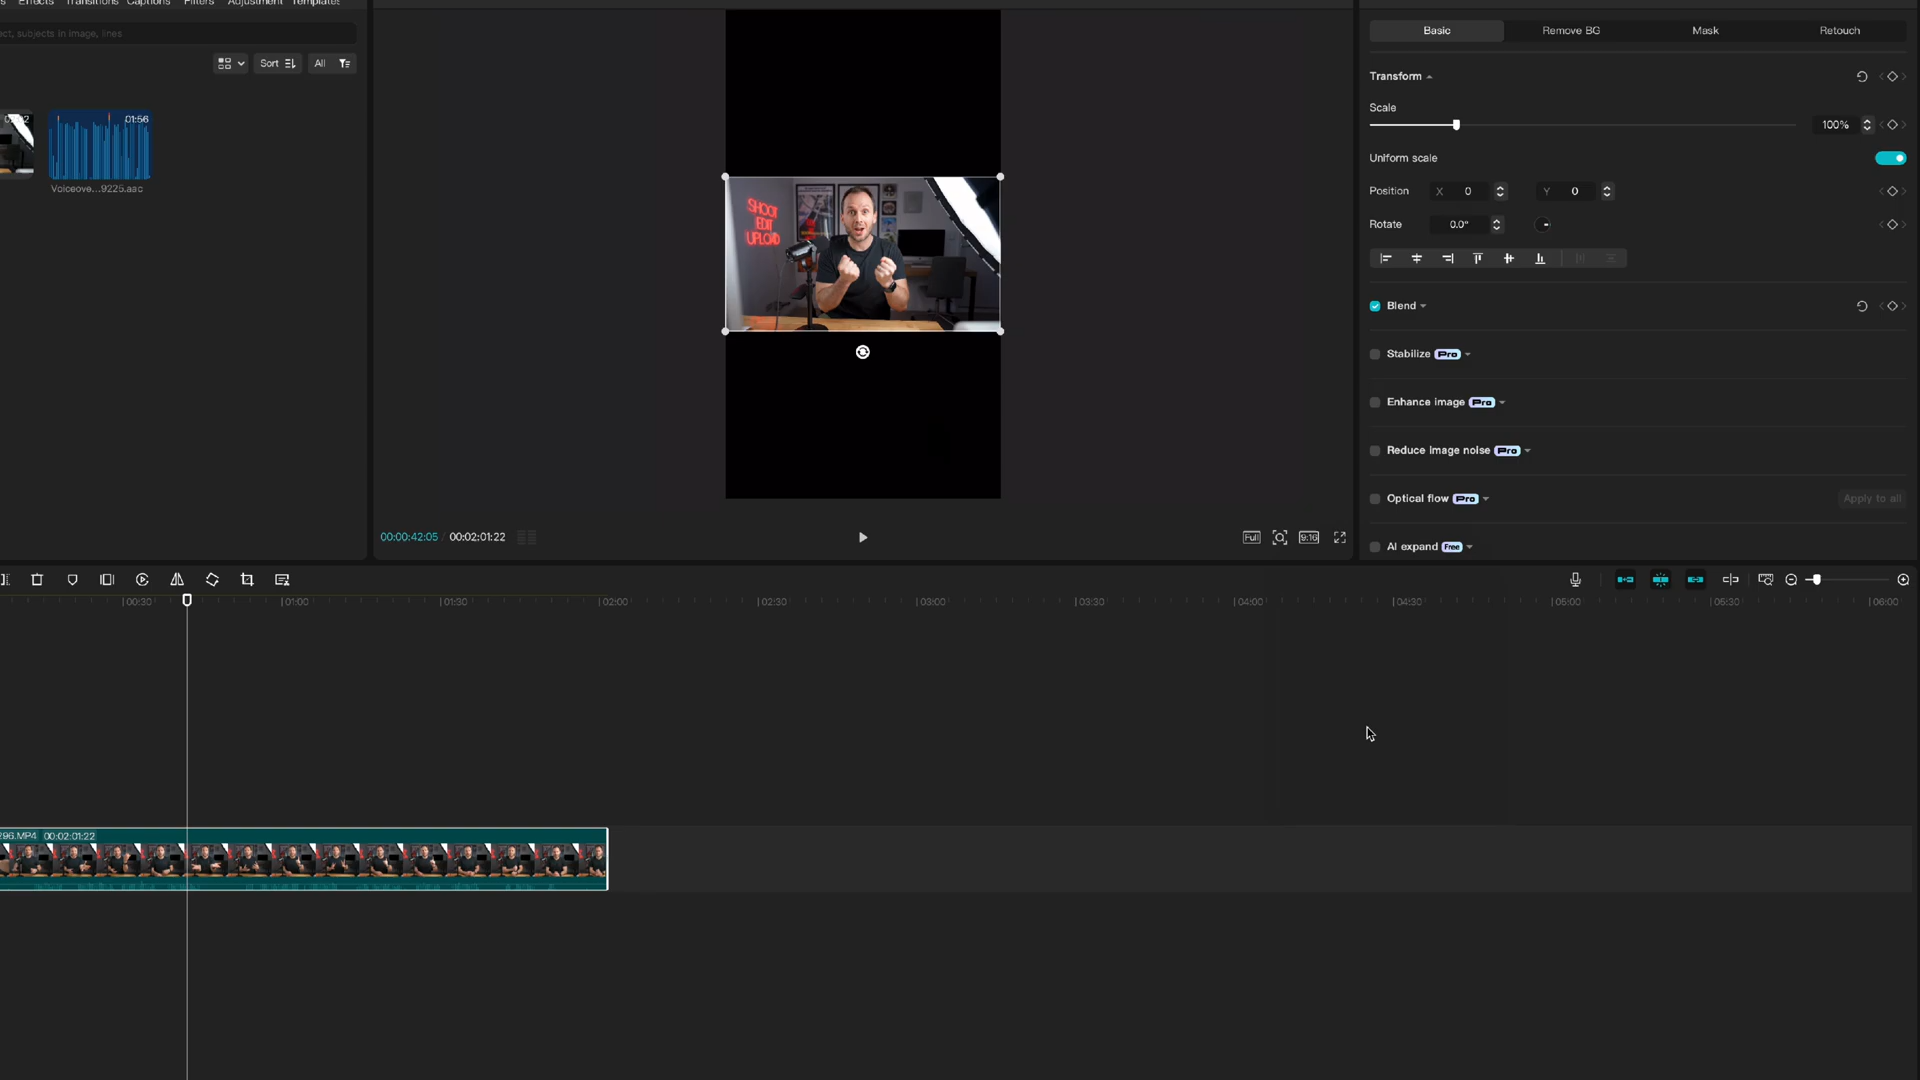 Effects Transitions Captions Filters Adjustment Templates
ect, subjects in image, lines
Sort
All
01:56
Voiceove...9225.aac
SHOOT
EDIT
UPLOAD
00:00:42:05 / 00:02:01:22
Full
9:16
Basic
Remove BG
Mask
Retouch
Transform
Scale
100%
Uniform scale
Position X 0 Y 0
Rotate 0.0°
Blend
Stabilize Pro
Enhance image Pro
Reduce image noise Pro
Optical flow Pro
Apply to all
AI expand Free
00:30 01:00 01:30 02:00 02:30 03:00 03:30 04:00 04:30 05:00 05:30 06:00
296.MP4 00:02:01:22